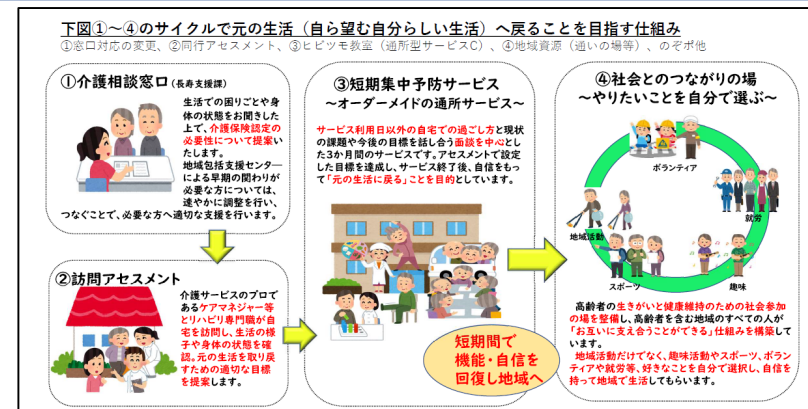 下図①~④のサイクルで元の生活（自ら望む自分らしい生活）へ戻ることを目指す仕組み
①窓口対応の変更、②同行アセスメント、③ヒビツモ教室（通所型サービスC）、④地域資源（通いの場等）、のぞポ他
①介護相談窓口（長寿支援課）
生活での困りごとや身
体の状態をお聞きした
上で、介護保険認定の
必要性について提案い
たします。
地域包括支援センター
による早期の関わりが
必要な方については、
速やかに調整を行い、
つなぐことで、必要な方へ適切な支援を行います。
②訪問アセスメント
介護サービスのプロで
あるケアマネジャー等
とリハビリ専門職が自
宅を訪問し、生活の様
子や身体の状態を確
認。元の生活を取り戻
すための適切な目標
を提案します。
③短期集中予防サービス
~オーダーメイドの通所サービス~
サービス利用日以外の自宅での過ごし方と現状
の課題や今後の目標を話し合う面談を中心とし
た3か月間のサービスです。アセスメントで設定
した目標を達成し、サービス終了後、自信をもっ
て「元の生活に戻る」ことを目的としています。
短期間で
機能・自信を
回復し地域へ
④社会とのつながりの場
~やりたいことを自分で選ぶ~
ボランティア
就労
地域活動
スポーツ
趣味
高齢者の生きがいと健康維持のための社会参加
の場を整備し、高齢者を含む地域のすべての人が
「お互いに支え合うことができる」仕組みを構築し
ています。
地域活動だけでなく、趣味活動やスポーツ、ボラン
ティアや就労等、好きなことを自分で選択し、自信を
持って地域で生活してもらいます。